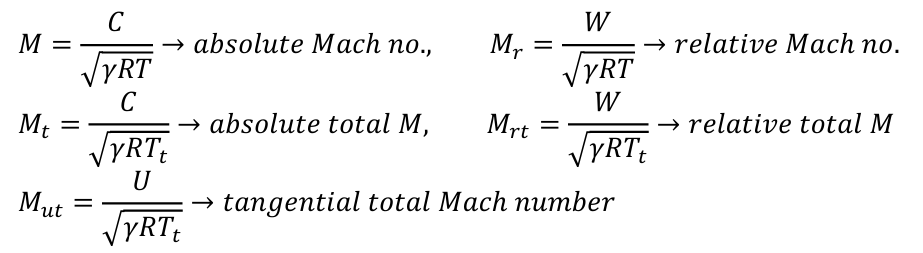 M = C/√γRT → absolute Mach no., M_r = W/√γRT → relative Mach no.
M_t = C/√γRT_t → absolute total M, M_rt = W/√γRT_t → relative total M
M_ut = U/√γRT_t → tangential total Mach number